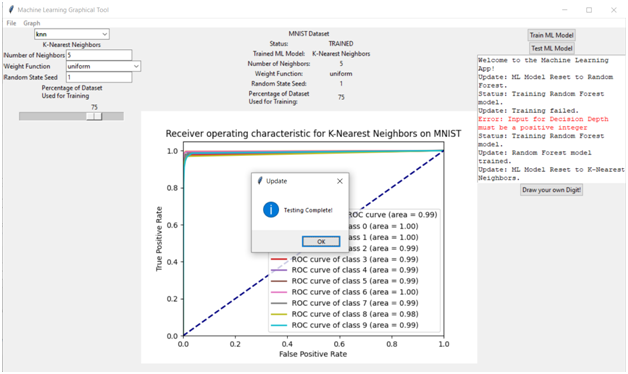 Machine Learning Graphical Tool
File Graph
knn
K-Nearest Neighbors
Number of Neighbors 5
Weight Function uniform
Random State Seed 1
Percentage of Dataset
Used for Training
75
MNIST Dataset
Status: TRAINED
Trained ML Model: K-Nearest Neighbors
Number of Neighbors: 5
Weight Function: uniform
Random State Seed: 1
Percentage of Dataset
Used for Training: 75
Train ML Model
Test ML Model
Welcome to the Machine Learning
App!
Update: ML Model Reset to Random
Forest.
Status: Training Random Forest
model.
Update: Training failed.
Error: Input for Decision Depth
must be a positive integer
Status: Training Random Forest
model.
Update: Random Forest model
trained.
Update: ML Model Reset to K-Nearest
Neighbors.
Draw your own Digit!
Receiver operating characteristic for K-Nearest Neighbors on MNIST
True Positive Rate
1.0
0.8
0.6
0.4
0.2
0.0
0.0 0.2 0.4 0.6 0.8 1.0
False Positive Rate
Update
Testing Complete!
OK
ROC curve (area = 0.99)
class 0 (area = 1.00)
class 1 (area = 1.00)
class 2 (area = 0.99)
ROC curve of class 3 (area = 0.99)
ROC curve of class 4 (area = 0.99)
ROC curve of class 5 (area = 0.99)
ROC curve of class 6 (area = 1.00)
ROC curve of class 7 (area = 0.99)
ROC curve of class 8 (area = 0.98)
ROC curve of class 9 (area = 0.99)